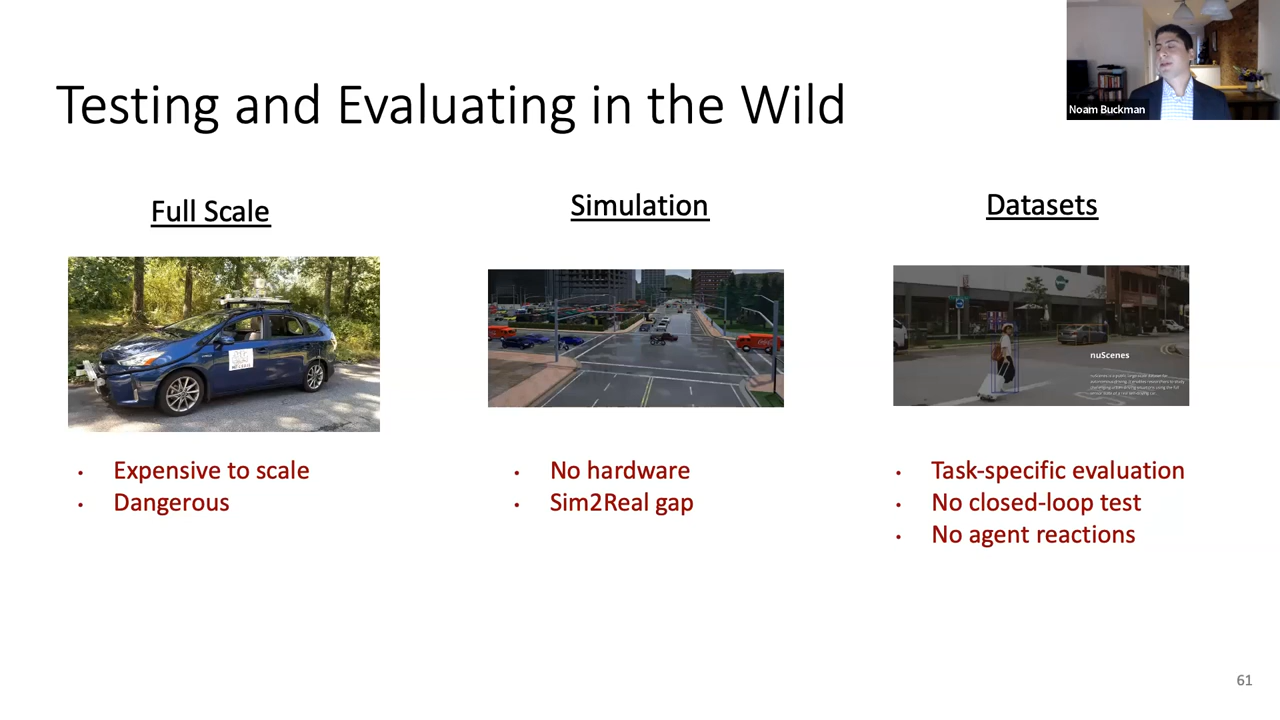 Noam Buckman
Testing and Evaluating in the Wild
Full Scale
Simulation
Datasets
nuScenes
• Expensive to scale
• Dangerous
• No hardware
• Sim2Real gap
• Task-specific evaluation
• No closed-loop test
• No agent reactions
61